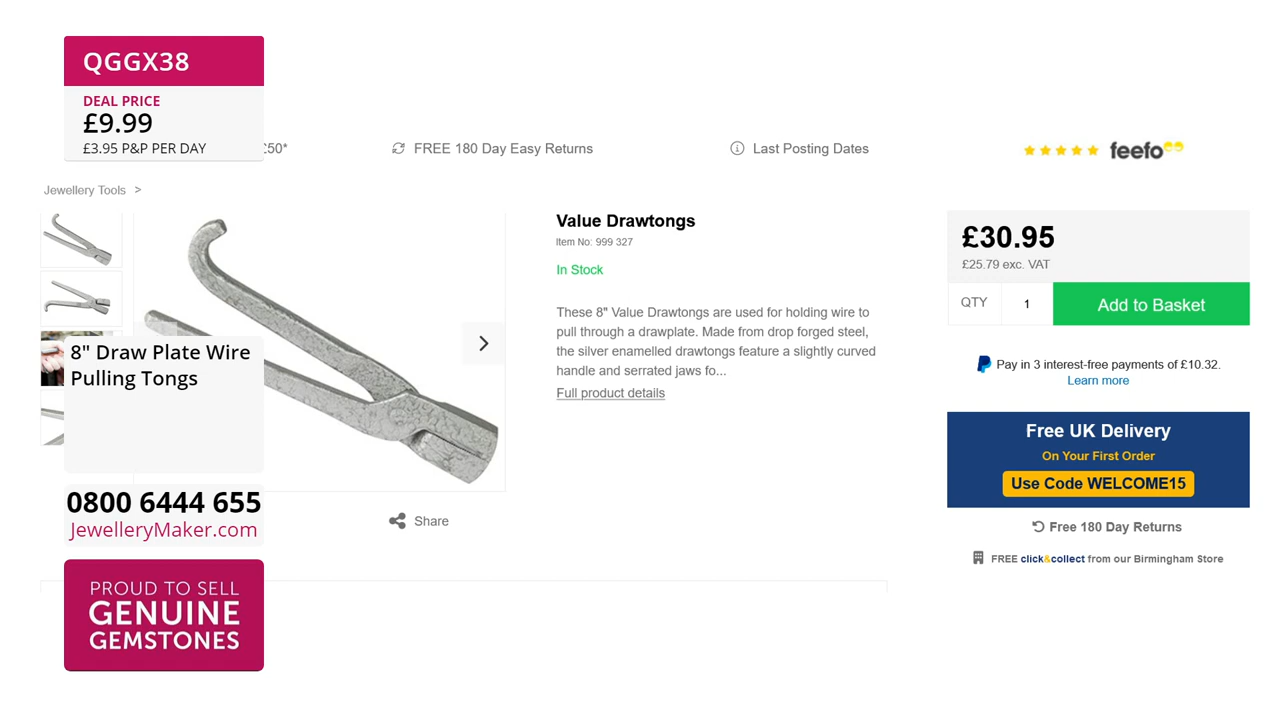 QGGX38
DEAL PRICE
£9.99
£3.95 P&P PER DAY
£50*
FREE 180 Day Easy Returns
Last Posting Dates
feefo
Jewellery Tools >
Value Drawtongs
Item No: 999 327
In Stock
These 8" Value Drawtongs are used for holding wire to
pull through a drawplate. Made from drop forged steel,
the silver enamelled drawtongs feature a slightly curved
handle and serrated jaws fo...
Full product details
£30.95
£25.79 exc. VAT
QTY 1 Add to Basket
Pay in 3 interest-free payments of £10.32.
Learn more
Free UK Delivery
On Your First Order
Use Code WELCOME15
Free 180 Day Returns
FREE click&collect from our Birmingham Store
8" Draw Plate Wire
Pulling Tongs
Share
0800 6444 655
JewelleryMaker.com
PROUD TO SELL
GENUINE
GEMSTONES